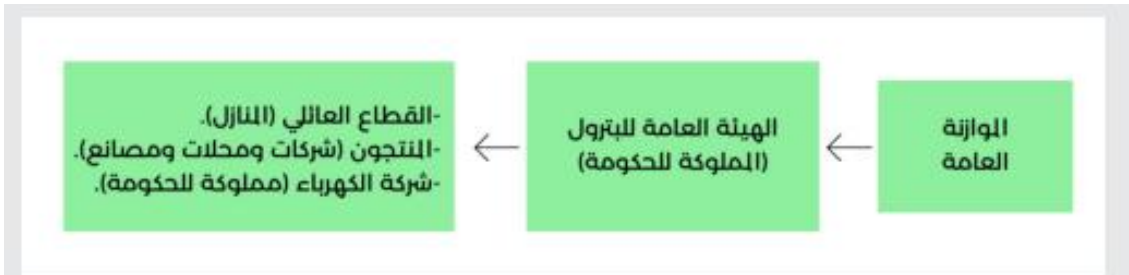 الموازنة
العامة
الهيئة العامة للبترول
(المملوكة للحكومة)
-القطاع العائلي (المنازل).
-المنتجون (شركات ومحلات ومصانع).
-شركة الكهرباء (مملوكة للحكومة).